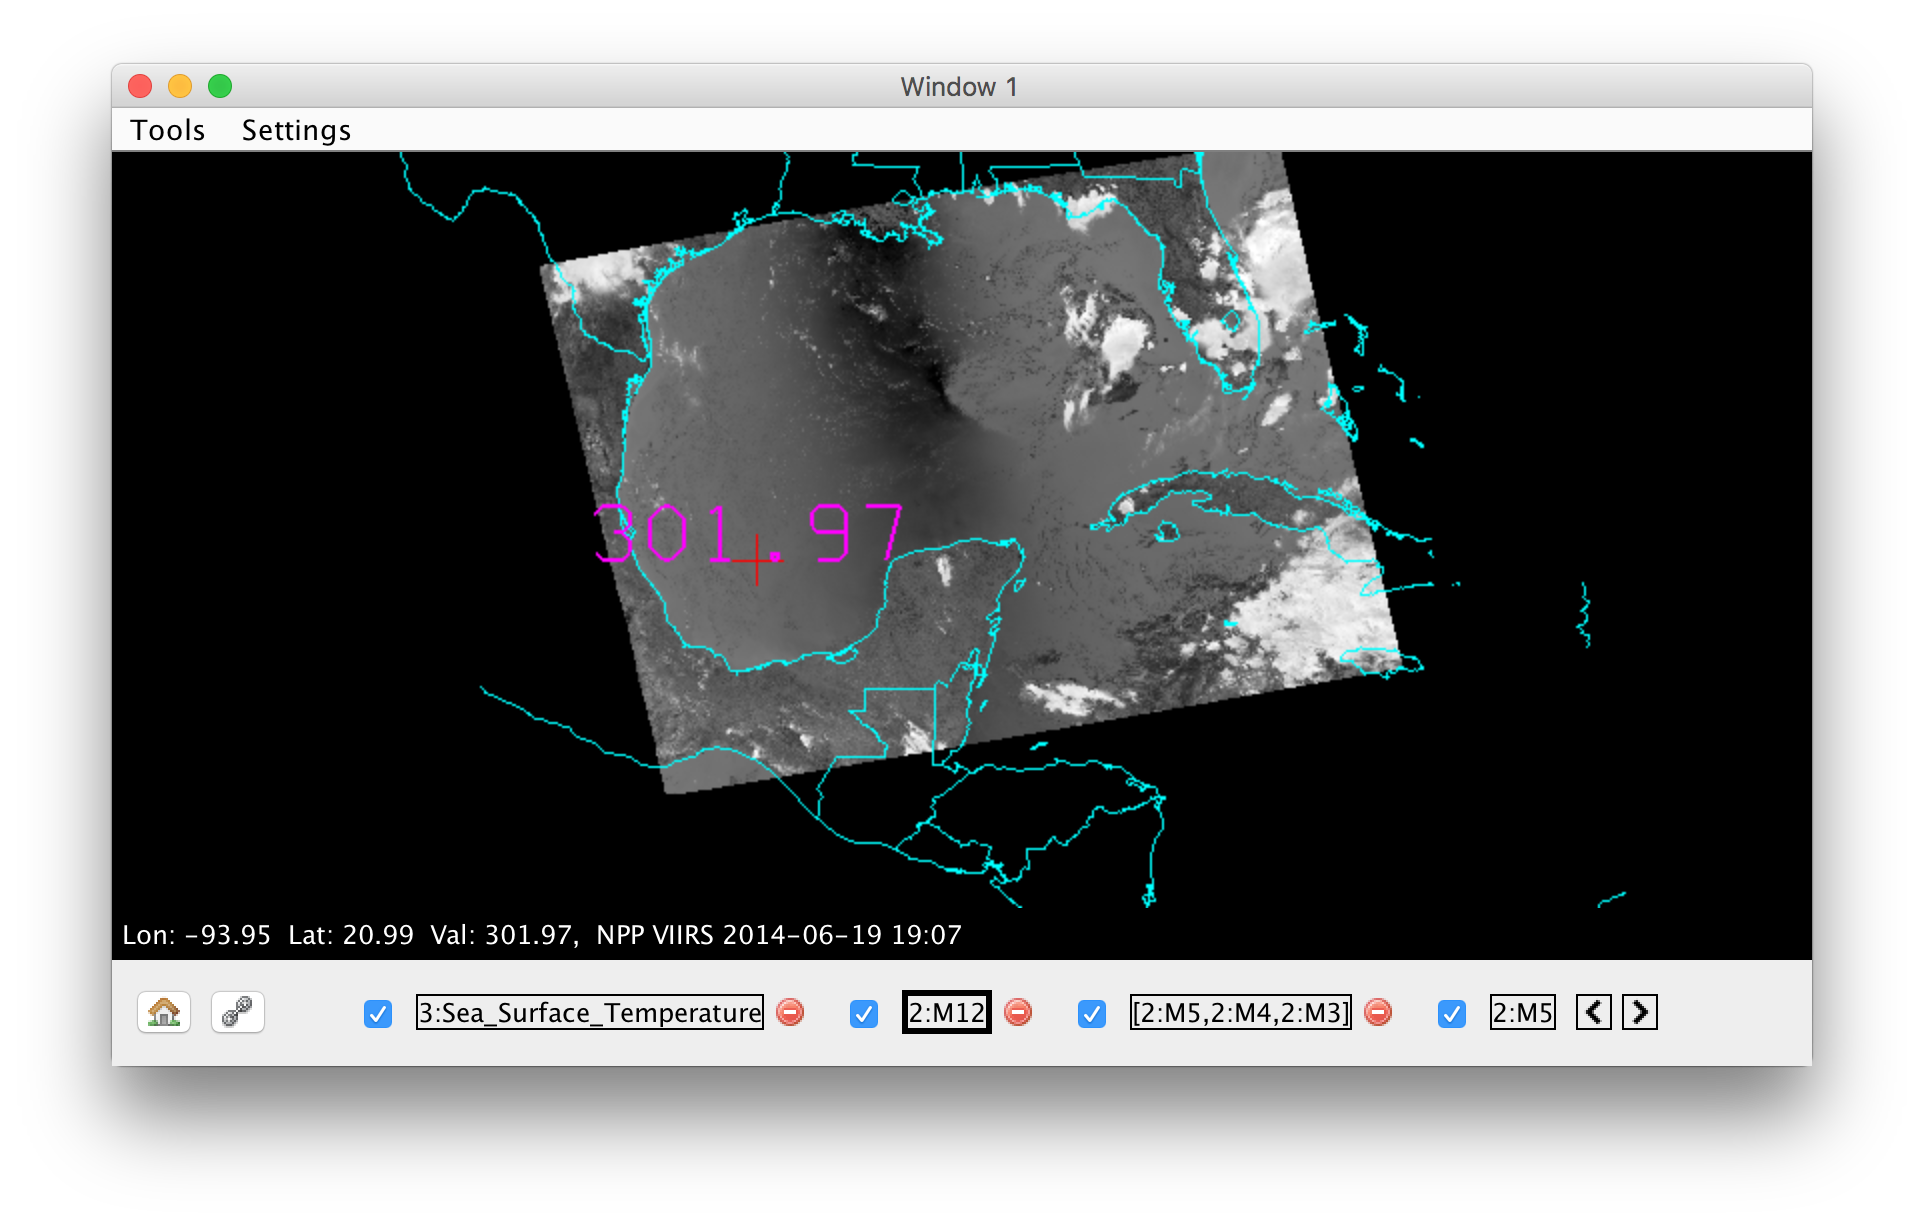 Window 1
Tools Settings
301.97
Lon: -93.95 Lat: 20.99 Val: 301.97, NPP VIIRS 2014-06-19 19:07
3:Sea_Surface_Temperature 2:M12 [2:M5,2:M4,2:M3] 2:M5 < >